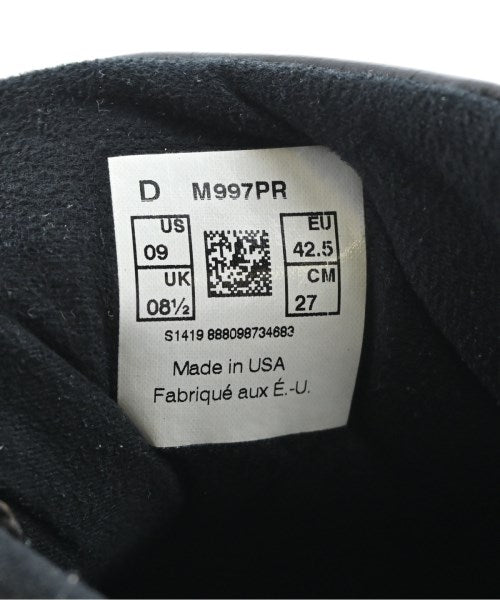 D M997PR
US EU
09 42.5
UK CM
08½ 27
S1419 888098734683
Made in USA
Fabriqué aux É.-U.